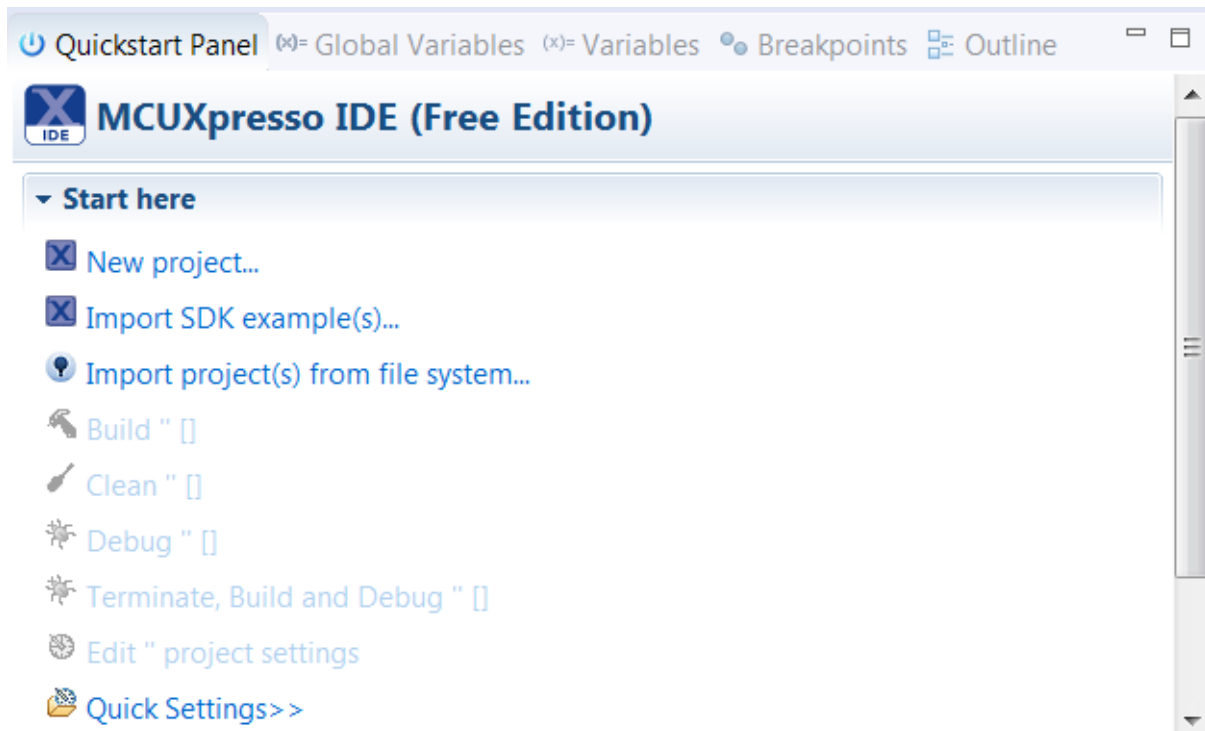 Quickstart Panel (x)= Global Variables (x)= Variables Breakpoints Outline
IDE MCUXpresso IDE (Free Edition)
Start here
New project...
Import SDK example(s)...
Import project(s) from file system...
Build '' []
Clean '' []
Debug '' []
Terminate, Build and Debug '' []
Edit '' project settings
Quick Settings>>